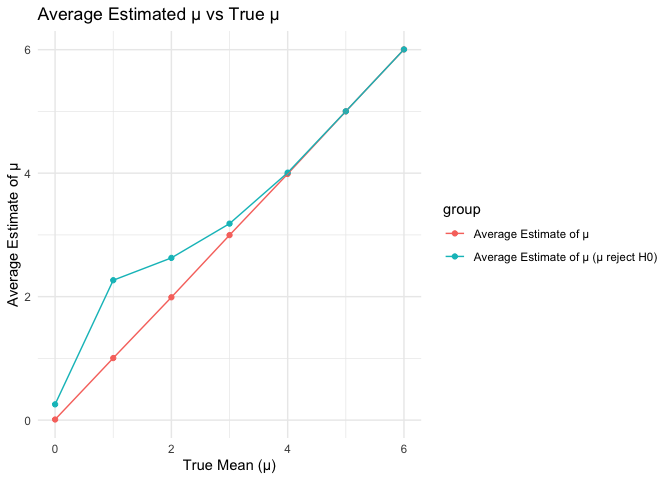 Average Estimated μ vs True μ
Average Estimate of μ
6
4
2
0
0 2 4 6
True Mean (μ)
group
Average Estimate of μ
Average Estimate of μ (μ reject H0)